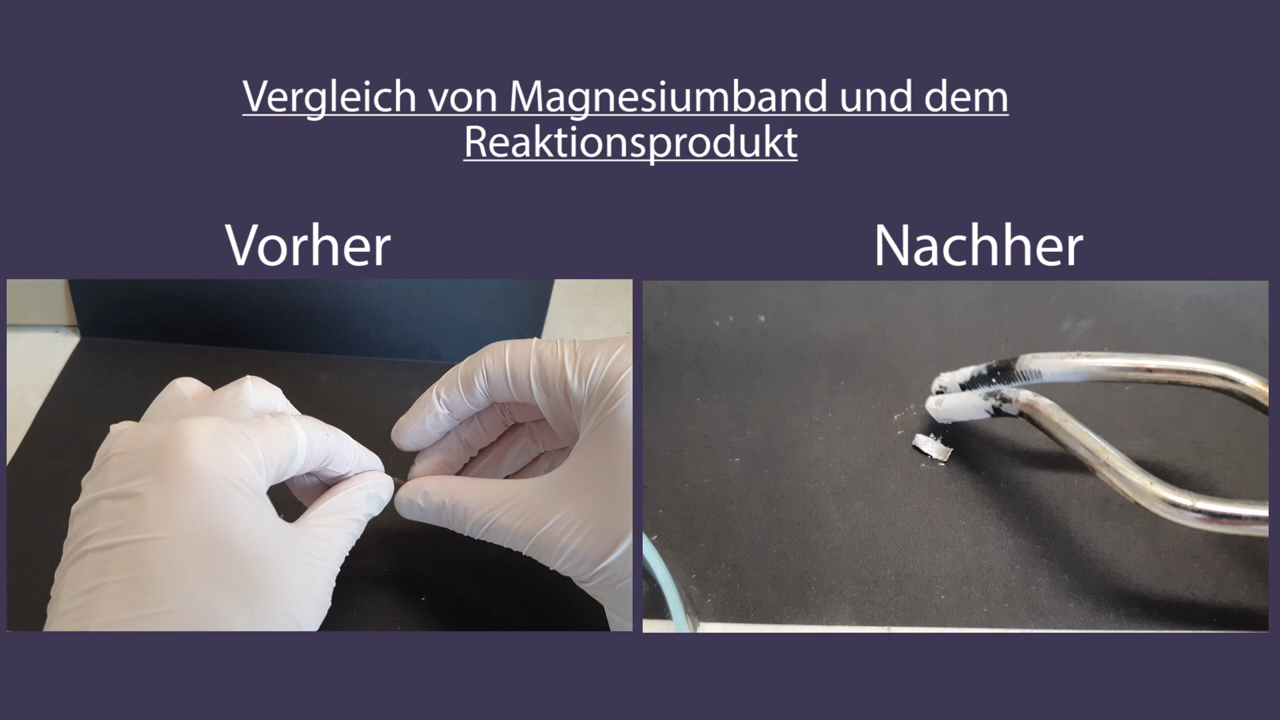 Vergleich von Magnesiumband und dem
Reaktionsprodukt
Vorher
Nachher